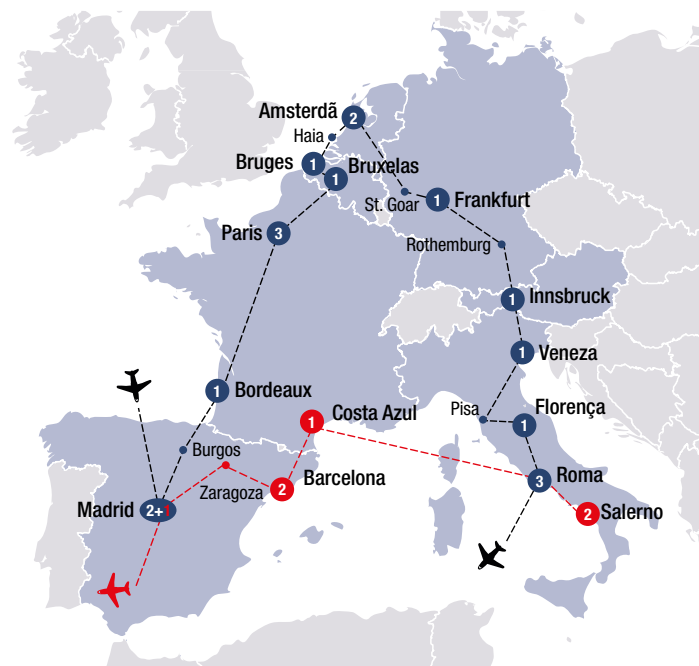 Amsterdã
2
Haia
Bruges
1
Bruxelas
1
St. Goar
1
Frankfurt
Paris
3
Rothemburg
1
Innsbruck
1
Veneza
1
Bordeaux
1
Costa Azul
Pisa
Florença
1
Burgos
Zaragoza
Barcelona
2
Roma
3
Madrid
2+1
2
Salerno